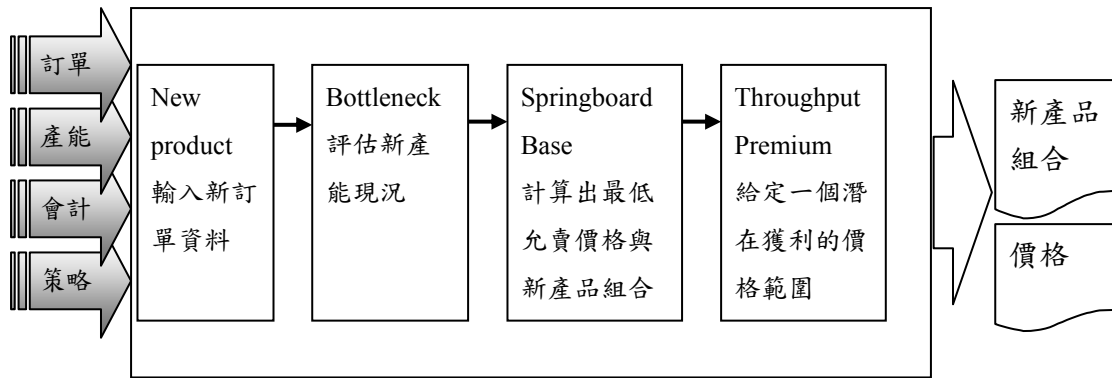 訂單
產能
會計
策略
New
product
輸入新訂
單資料
Bottleneck
評估新產
能現況
Springboard
Base
計算出最低
允賣價格與
新產品組合
Throughput
Premium
給定一個潛
在獲利的價
格範圍
新產品
組合
價格